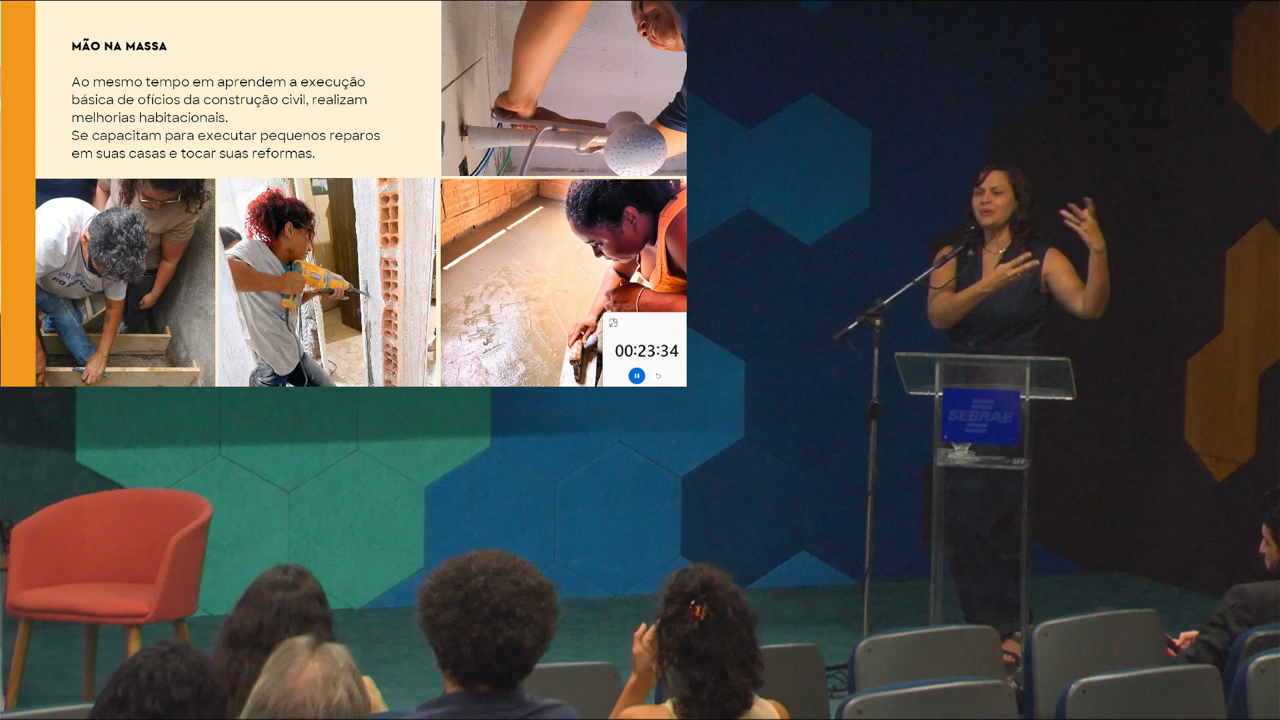 MÃO NA MASSA
Ao mesmo tempo em aprendem a execução
básica de ofícios da construção civil, realizam
melhorias habitacionais.
Se capacitam para executar pequenos reparos
em suas casas e tocar suas reformas.
00:23:34
SEBRAE